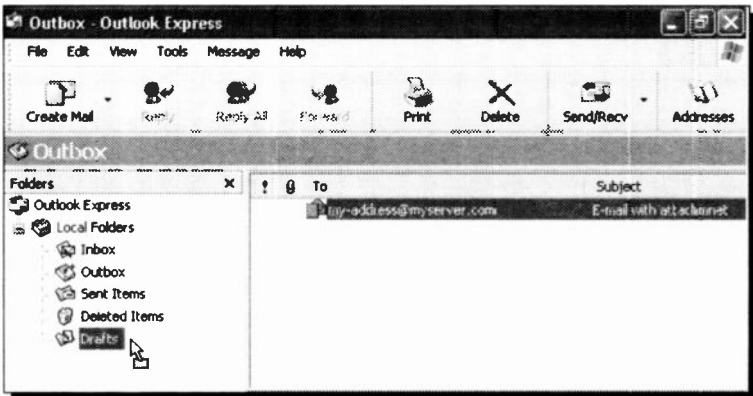 Outbox - Outlook Express
File Edit View Tools Message Help
Create Mail Reply Reply All Forward Print Delete Send/Recv Addresses
Outbox
Folders x ! To Subject
Outlook Express my-address@myserver.com E-mail with attachmnet
Local Folders
Inbox
Outbox
Sent Items
Deleted Items
Drafts